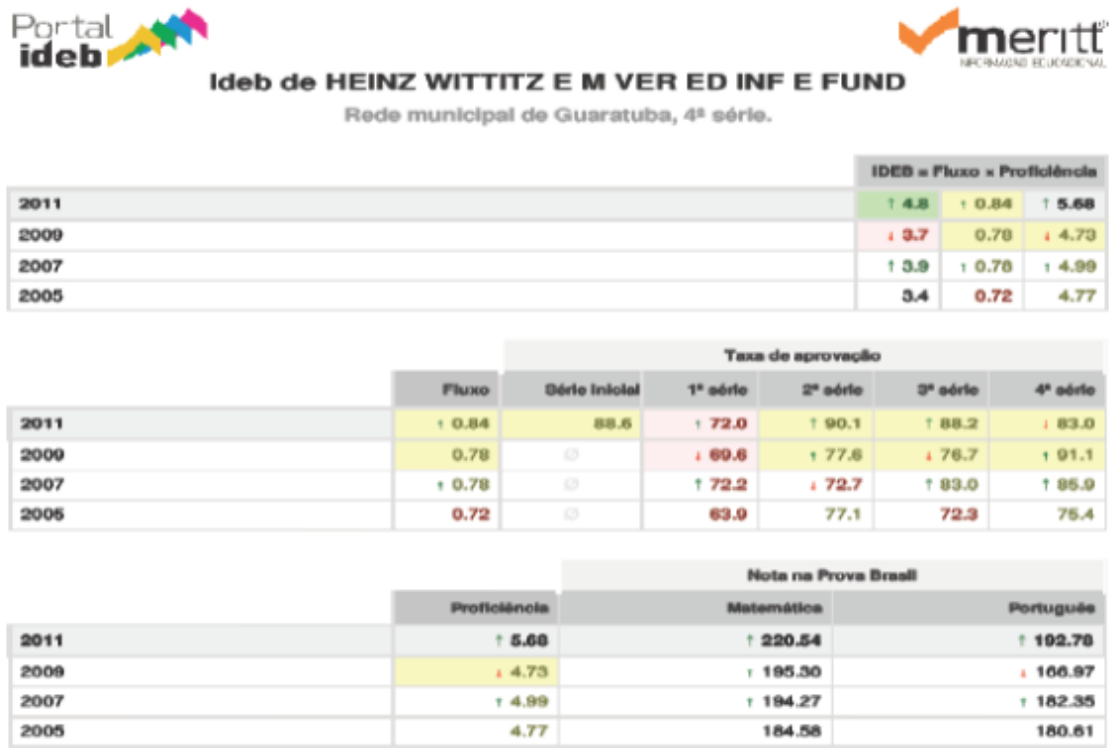 Portal
ideb
meritt
INFORMAÇÃO EDUCACIONAL
Ideb de HEINZ WITTITZ E M VER ED INF E FUND
Rede municipal de Guaratuba, 4ª série.
IDEB = Fluxo × Proficiência
2011 ↑ 4.8 ↑ 0.84 ↑ 5.68
2009 ↓ 3.7 0.78 ↓ 4.73
2007 ↑ 3.9 ↑ 0.78 ↑ 4.99
2005 3.4 0.72 4.77
Taxa de aprovação
Fluxo Série Inicial 1ª série 2ª série 3ª série 4ª série
2011 ↑ 0.84 88.6 ↑ 72.0 ↑ 90.1 ↑ 88.2 ↓ 83.0
2009 0.78 Ø ↓ 69.6 ↑ 77.6 ↓ 76.7 ↑ 91.1
2007 ↑ 0.78 Ø ↑ 72.2 ↓ 72.7 ↑ 83.0 ↑ 85.9
2005 0.72 Ø 63.9 77.1 72.3 75.4
Nota na Prova Brasil
Proficiência Matemática Português
2011 ↑ 5.68 ↑ 220.54 ↑ 192.78
2009 ↓ 4.73 ↑ 195.30 ↓ 166.97
2007 ↑ 4.99 ↑ 194.27 ↑ 182.35
2005 4.77 184.58 180.61